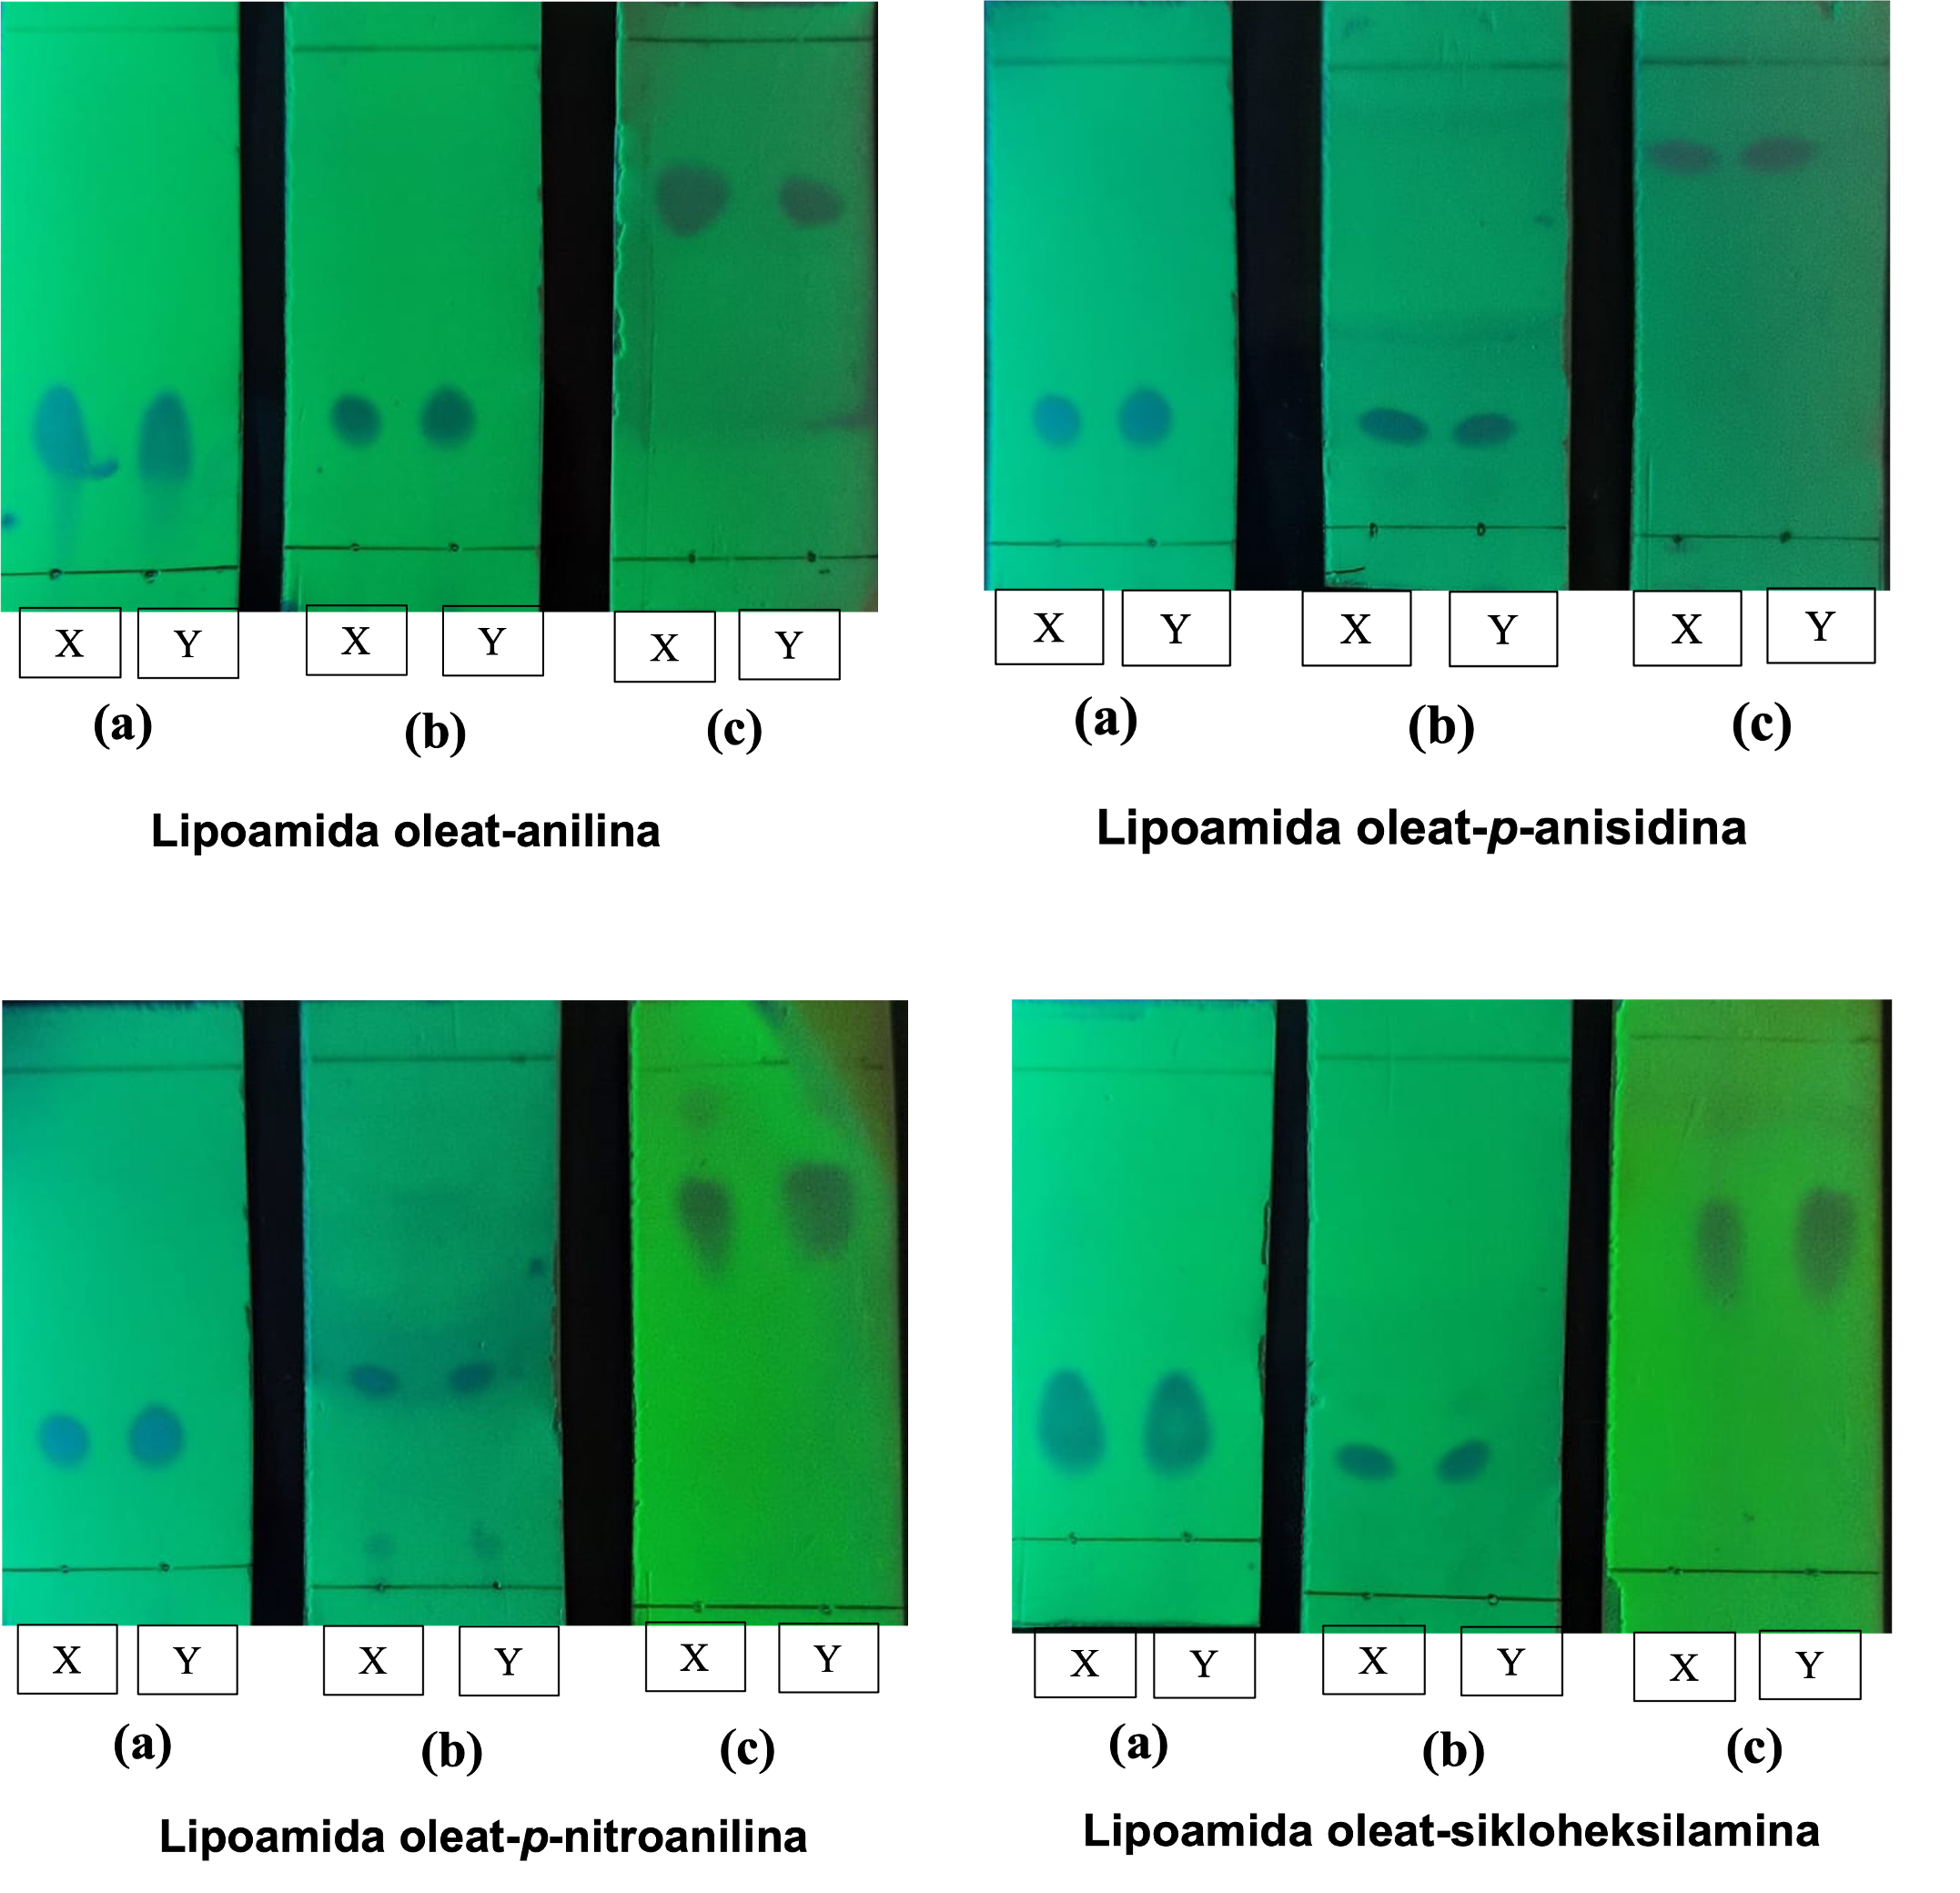 X Y X Y X Y
(a) (b) (c)
Lipoamida oleat-anilina
X Y X Y X Y
(a) (b) (c)
Lipoamida oleat-p-anisidina
X Y X Y X Y
(a) (b) (c)
Lipoamida oleat-p-nitroanilina
X Y X Y X Y
(a) (b) (c)
Lipoamida oleat-sikloheksilamina